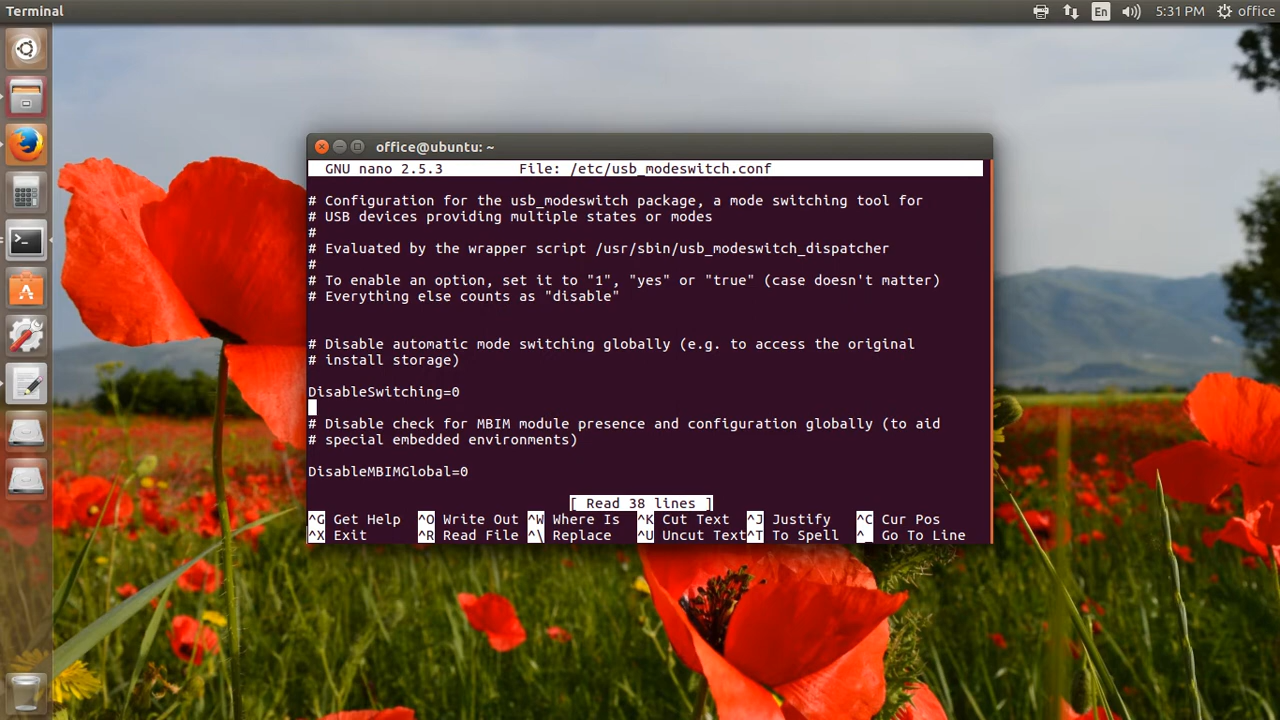 Terminal
En
5:31 PM
office
office@ubuntu: ~
GNU nano 2.5.3 File: /etc/usb_modeswitch.conf
# Configuration for the usb_modeswitch package, a mode switching tool for
# USB devices providing multiple states or modes
#
# Evaluated by the wrapper script /usr/sbin/usb_modeswitch_dispatcher
#
# To enable an option, set it to "1", "yes" or "true" (case doesn't matter)
# Everything else counts as "disable"
# Disable automatic mode switching globally (e.g. to access the original
# install storage)
DisableSwitching=0
# Disable check for MBIM module presence and configuration globally (to aid
# special embedded environments)
DisableMBIMGlobal=0
[ Read 38 lines ]
^G Get Help ^O Write Out ^W Where Is ^K Cut Text ^J Justify ^C Cur Pos
^X Exit ^R Read File ^\ Replace ^U Uncut Text^T To Spell ^_ Go To Line